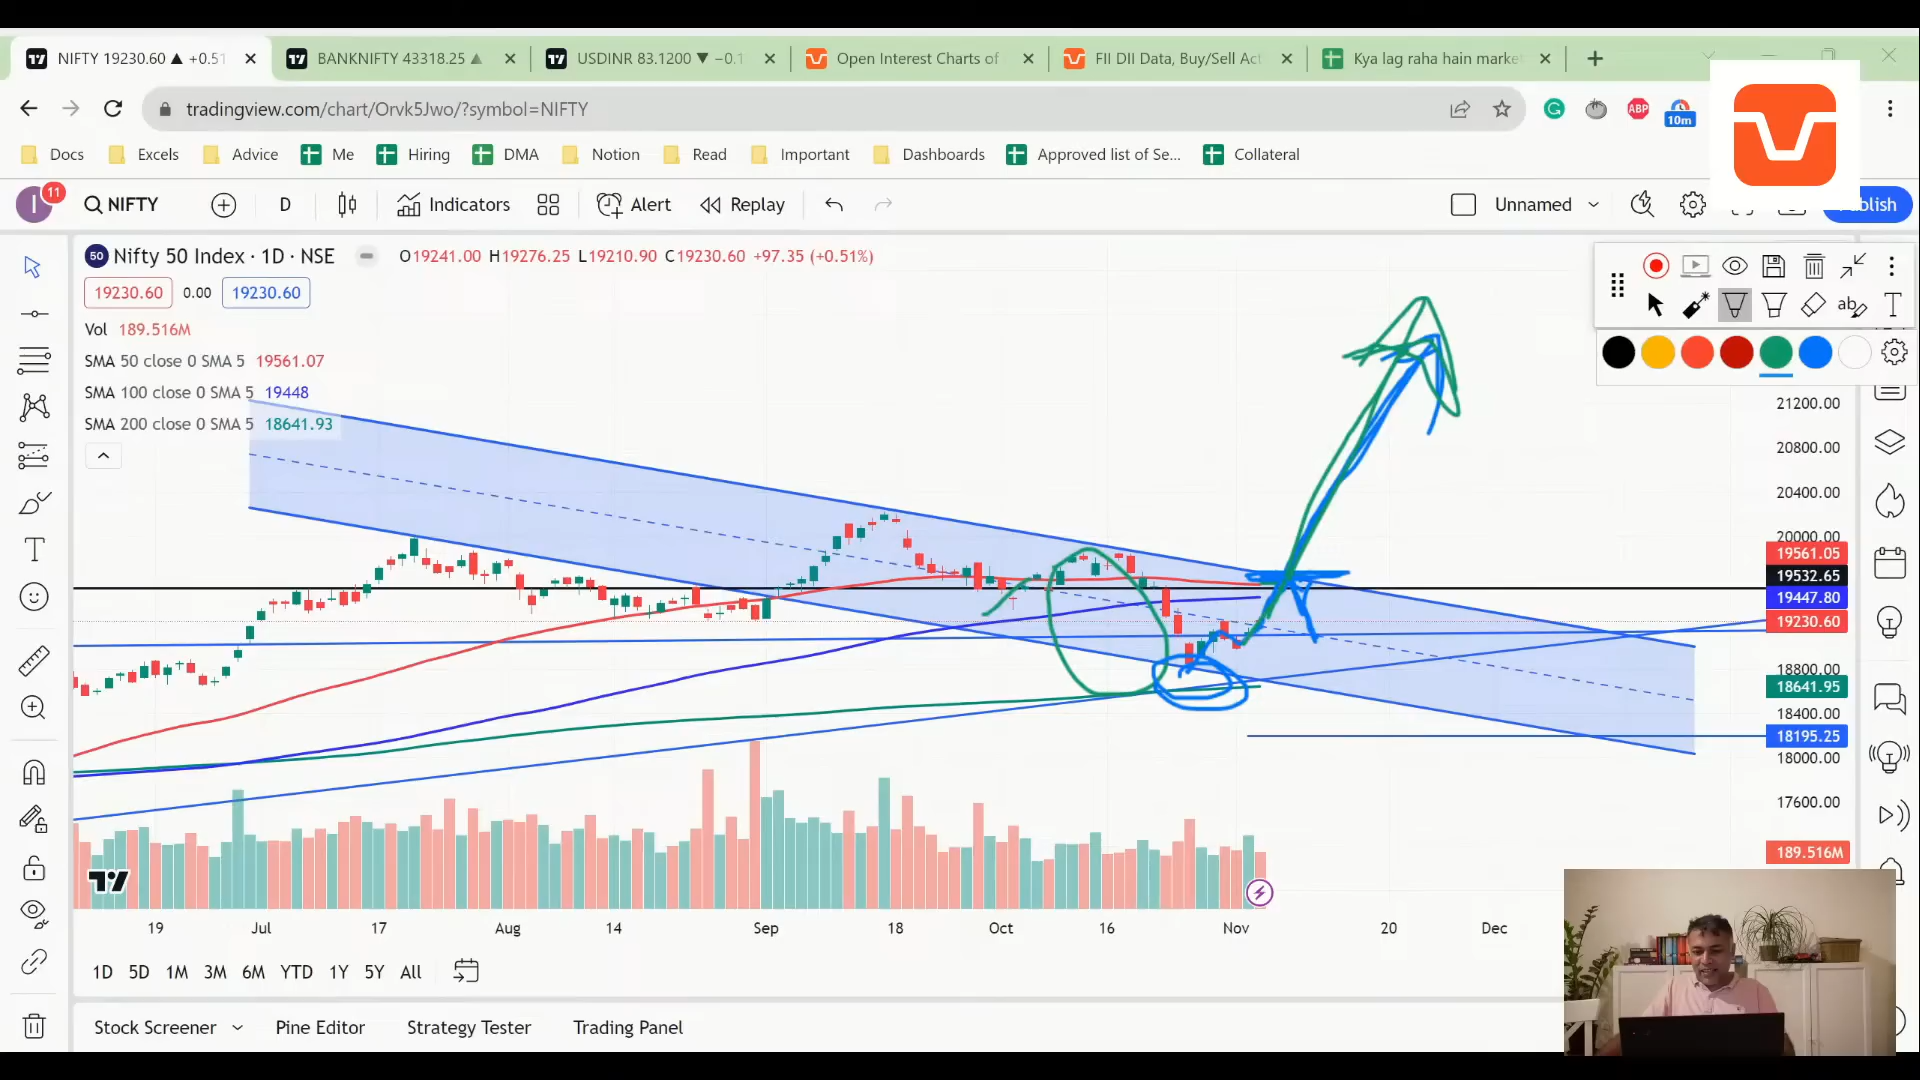 NIFTY 19230.60 ▲ +0.51
BANKNIFTY 43318.25 ▲
USDINR 83.1200 ▼ −0.1
Open Interest Charts of
FII DII Data, Buy/Sell Act
Kya lag raha hain marke
tradingview.com/chart/Orvk5Jwo/?symbol=NIFTY
ABP
10m
Docs
Excels
Advice
Me
Hiring
DMA
Notion
Read
Important
Dashboards
Approved list of Se...
Collateral
I
11
NIFTY
D
Indicators
Alert
Replay
Unnamed
blish
50 Nifty 50 Index · 1D · NSE
O19241.00 H19276.25 L19210.90 C19230.60 +97.35 (+0.51%)
19230.60 0.00 19230.60
Vol 189.516M
SMA 50 close 0 SMA 5 19561.07
SMA 100 close 0 SMA 5 19448
SMA 200 close 0 SMA 5 18641.93
21200.00
20800.00
20400.00
20000.00
19561.05
19532.65
19447.80
19230.60
18800.00
18641.95
18400.00
18195.25
18000.00
17600.00
189.516M
19
Jul
17
Aug
14
Sep
18
Oct
16
Nov
20
Dec
1D 5D 1M 3M 6M YTD 1Y 5Y All
Stock Screener
Pine Editor
Strategy Tester
Trading Panel